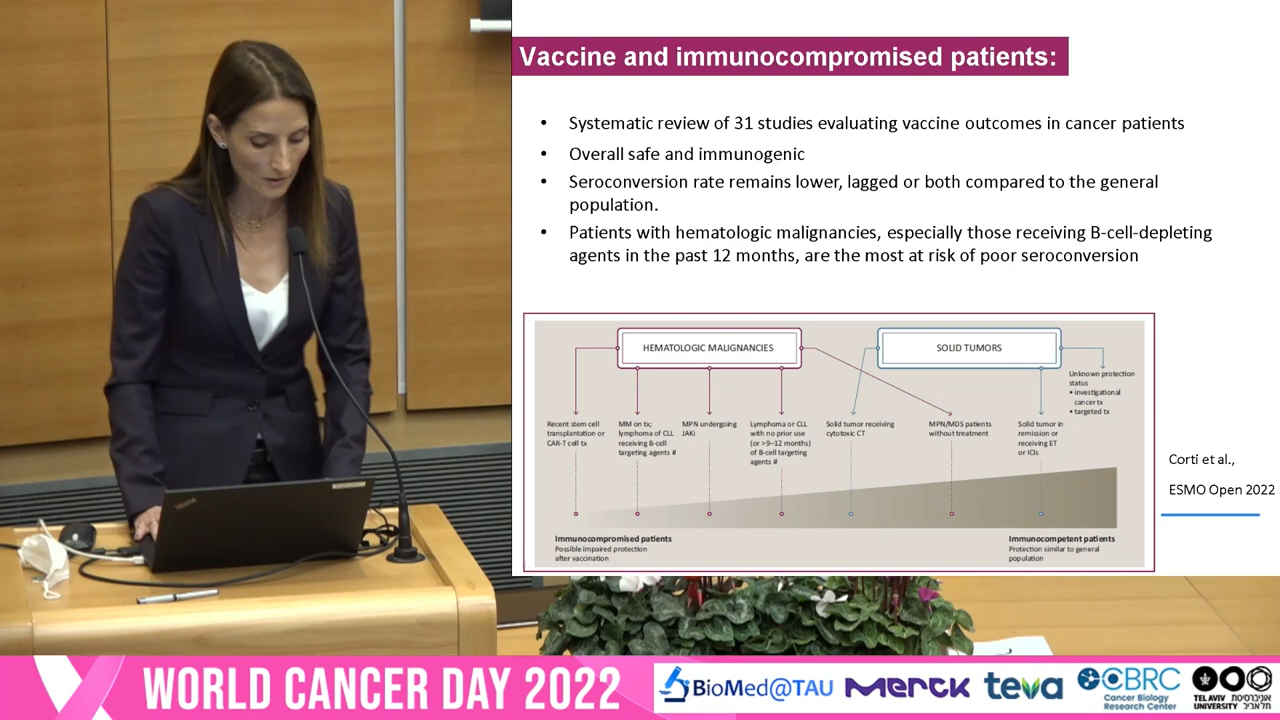 Vaccine and immunocompromised patients:
• Systematic review of 31 studies evaluating vaccine outcomes in cancer patients
• Overall safe and immunogenic
• Seroconversion rate remains lower, lagged or both compared to the general
population.
• Patients with hematologic malignancies, especially those receiving B-cell-depleting
agents in the past 12 months, are the most at risk of poor seroconversion
HEMATOLOGIC MALIGNANCIES
SOLID TUMORS
Unknown protection
status
• investigational
cancer tx
• targeted tx
Recent stem cell
transplantation or
CAR-T cell tx
MM on tx;
lymphoma of CLL
receiving B-cell
targeting agents #
MPN undergoing
JAKi
Lymphoma or CLL
with no prior use
(or >9–12 months)
of B-cell targeting
agents #
Solid tumor receiving
cytotoxic CT
MPN/MDS patients
without treatment
Solid tumor in
remission or
receiving ET
or ICIs
Immunocompromised patients
Possible impaired protection
after vaccination
Immunocompetent patients
Protection similar to general
population
Corti et al.,
ESMO Open 2022
ThinkPad
WORLD CANCER DAY 2022
BioMed@TAU
MERCK
teva
CBRC
Cancer Biology
Research Center
TEL AVIV אוניברסיטת
UNIVERSITY תל אביב